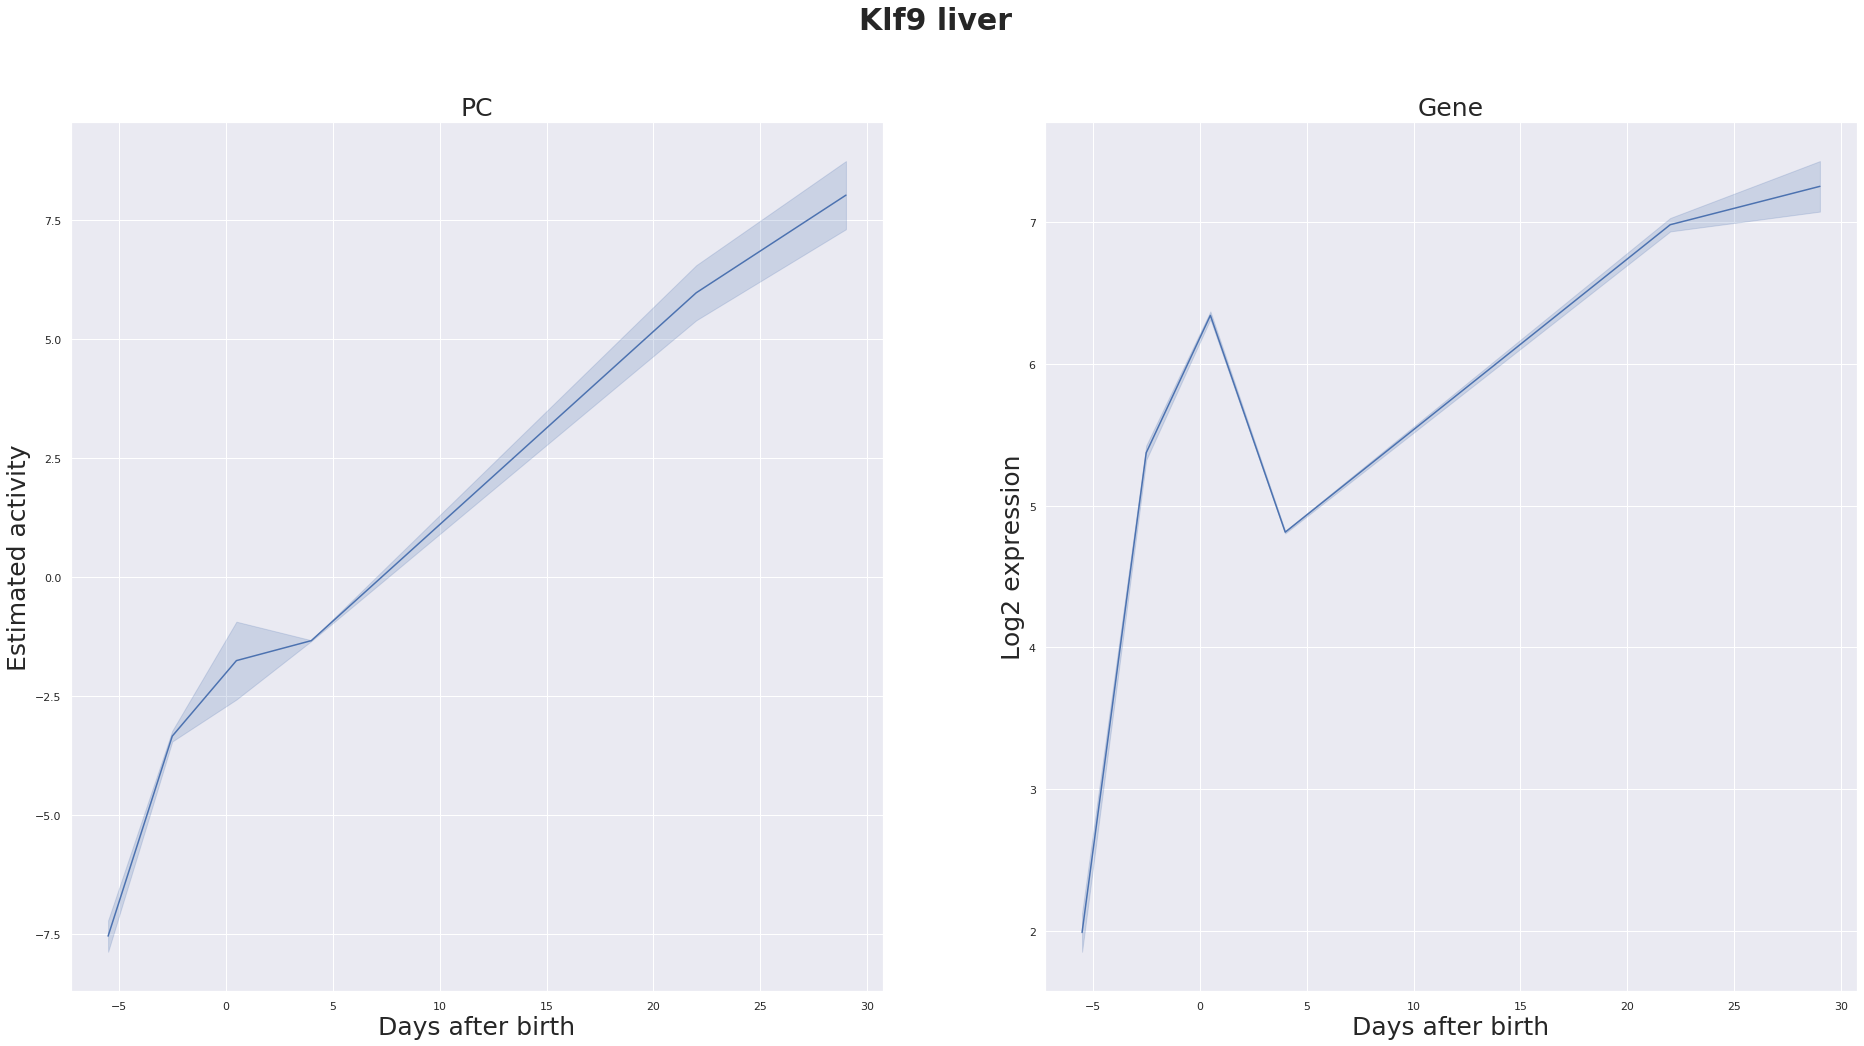 Klf9 liver
PC
Estimated activity
7.5
5.0
2.5
0.0
−2.5
−5.0
−7.5
−5 0 5 10 15 20 25 30
Days after birth
Gene
Log2 expression
7
6
5
4
3
2
−5 0 5 10 15 20 25 30
Days after birth